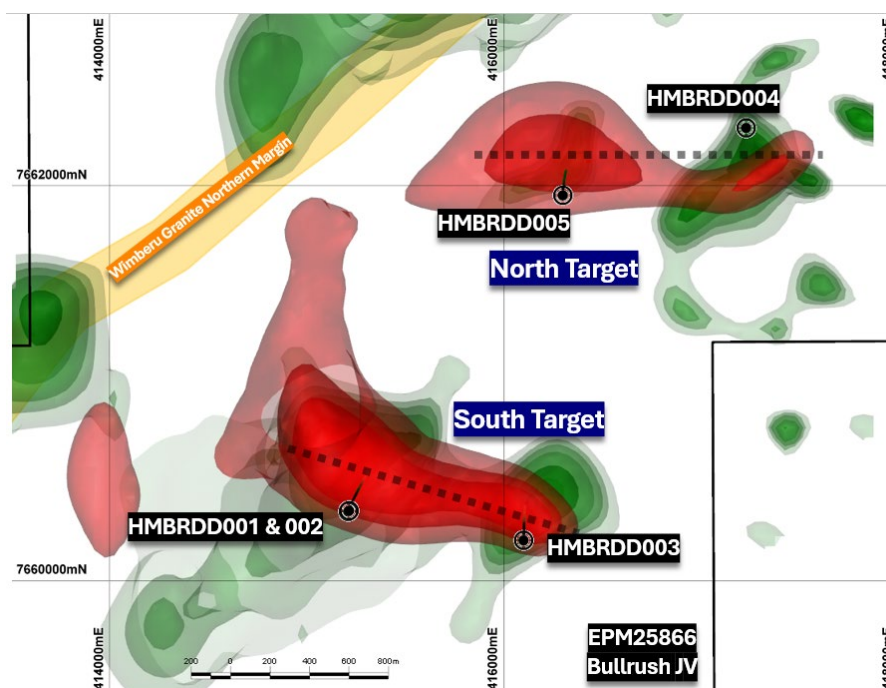 414000mE
416000mE
418000mE
HMBRDD004
7662000mN
Wimberu Granite Northern Margin
HMBRDD005
North Target
South Target
HMBRDD001 & 002
HMBRDD003
7660000mN
EPM25866
Bullrush JV
414000mE
416000mE
200 0 200 400 600 800m